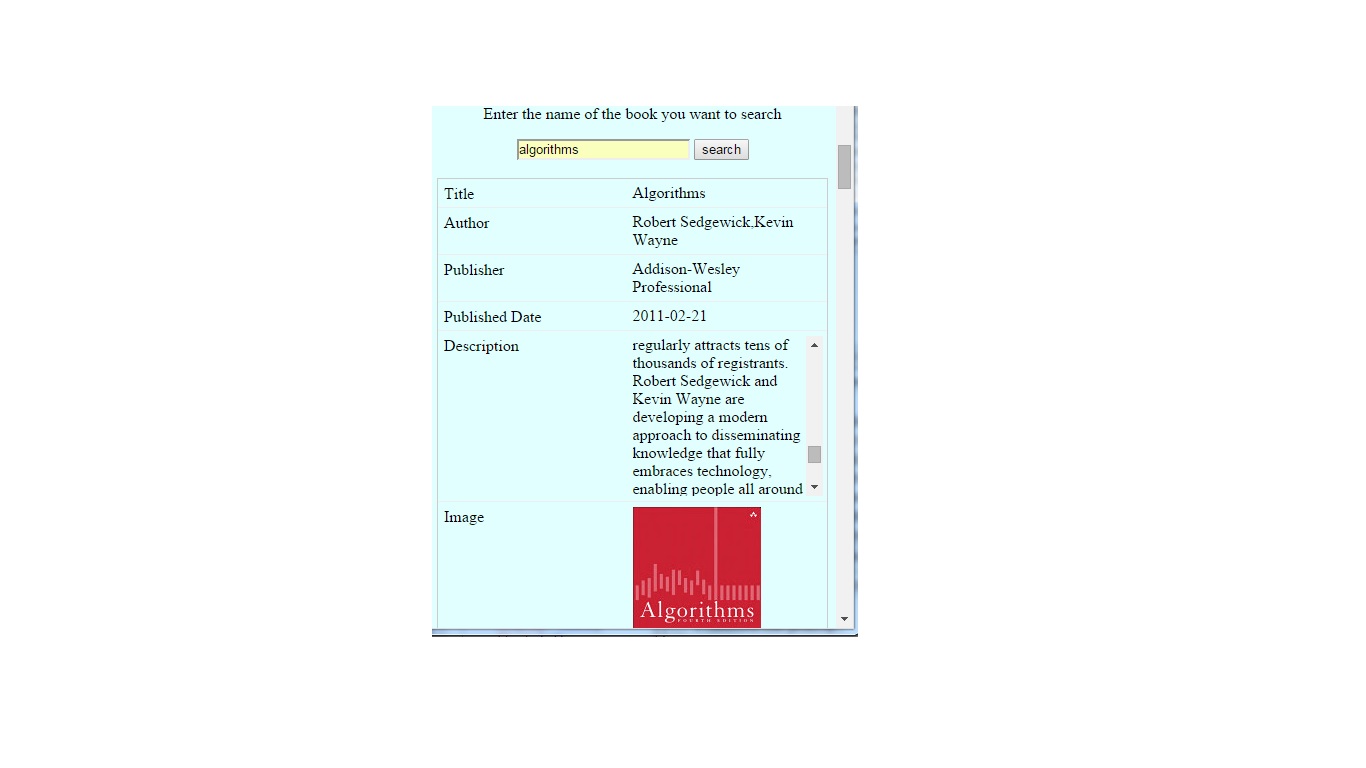 Enter the name of the book you want to search
algorithms search
Title Algorithms
Author Robert Sedgewick,Kevin
Wayne
Publisher Addison-Wesley
Professional
Published Date 2011-02-21
Description regularly attracts tens of
thousands of registrants.
Robert Sedgewick and
Kevin Wayne are
developing a modern
approach to disseminating
knowledge that fully
embraces technology,
enabling people all around
Image
Algorithms
FOURTH EDITION